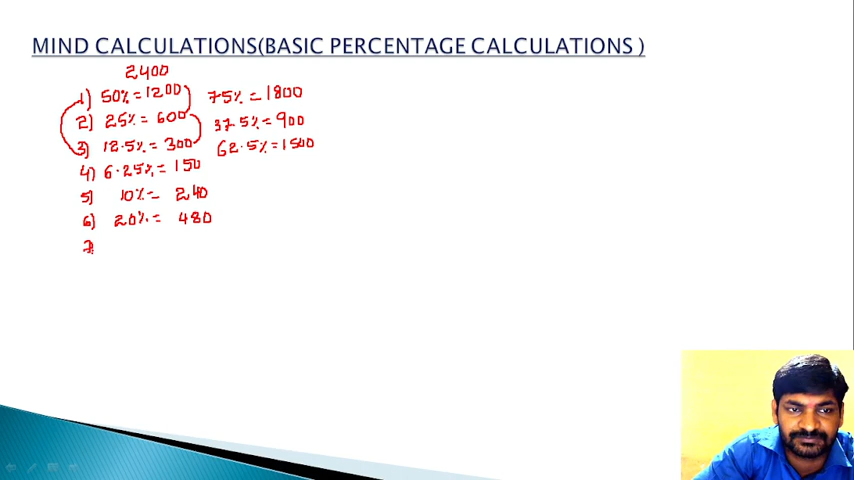 MIND CALCULATIONS(BASIC PERCENTAGE CALCULATIONS )
2400
1) 50% = 1200 75% = 1800
2) 25% = 600 37.5% = 900
3) 12.5% = 300 62.5% = 1500
4) 6.25% = 150
5) 10% = 240
6) 20% = 480